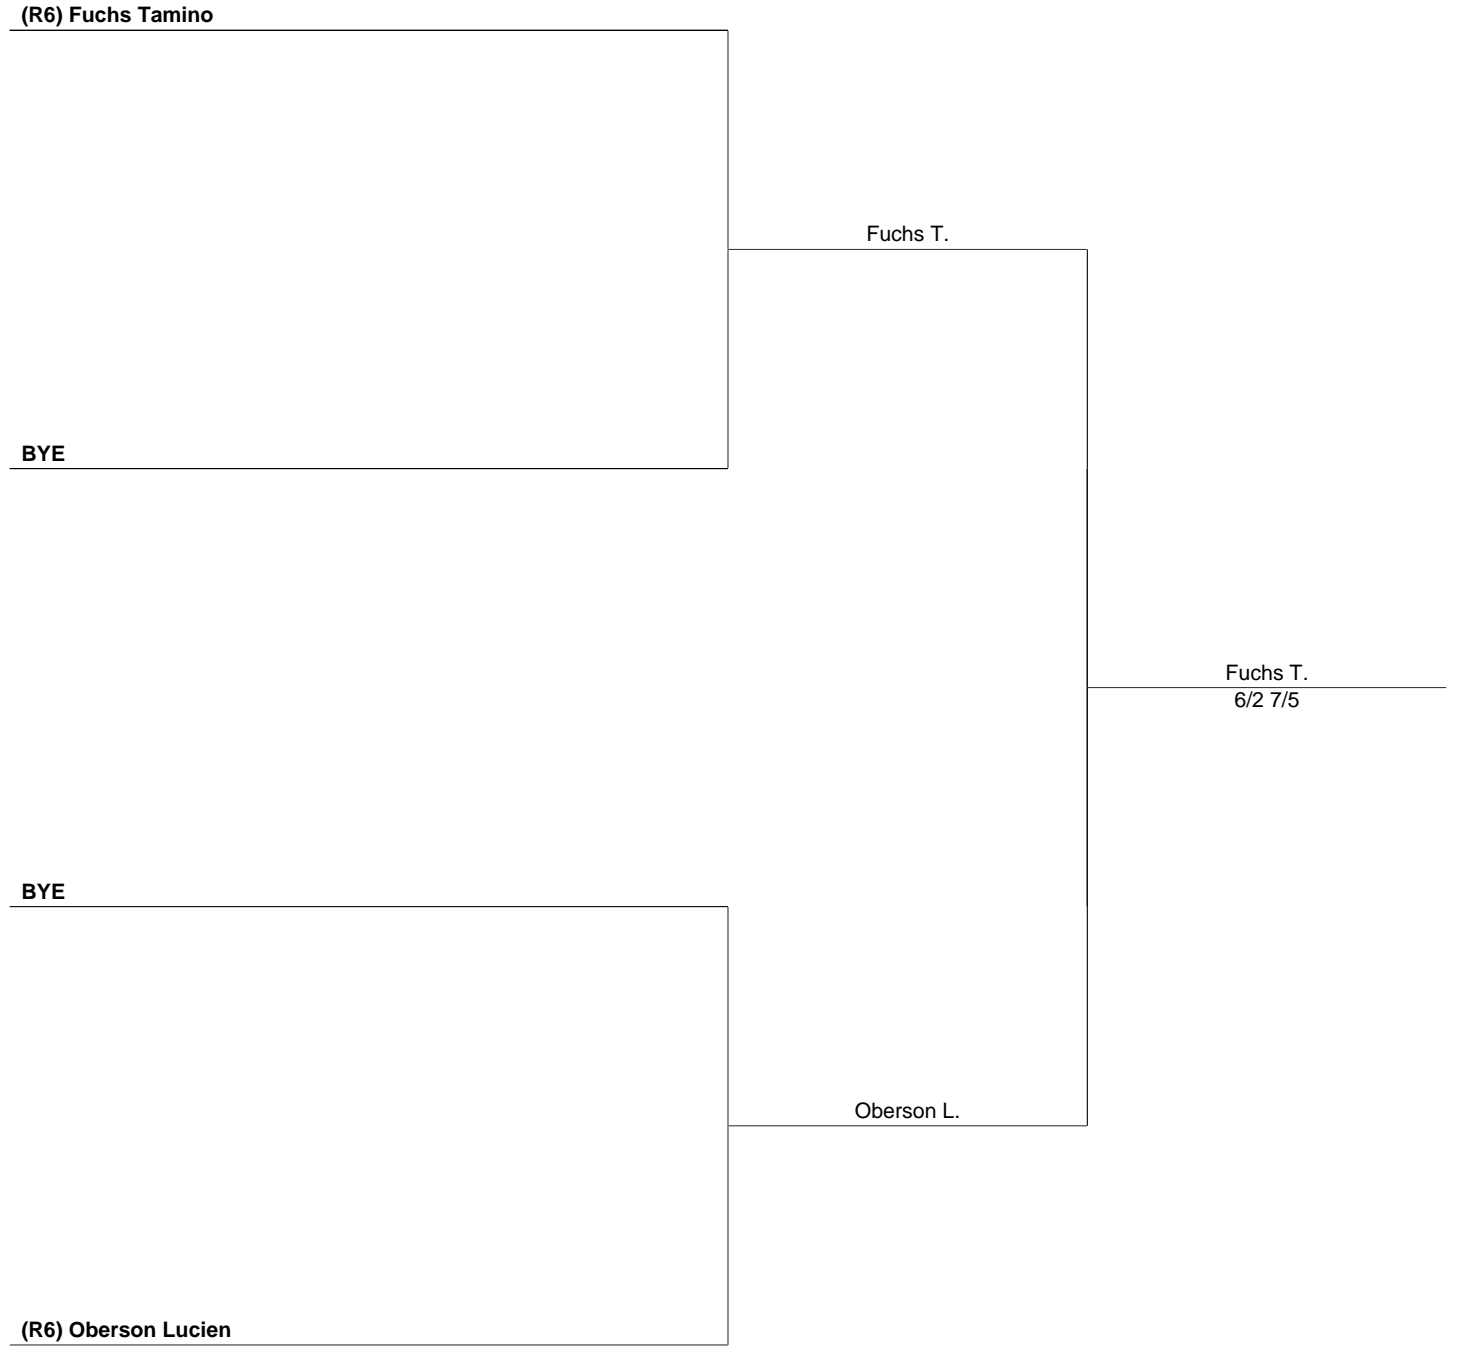 (R6) Fuchs Tamino
Fuchs T.
BYE
Fuchs T.
6/2 7/5
BYE
Oberson L.
(R6) Oberson Lucien